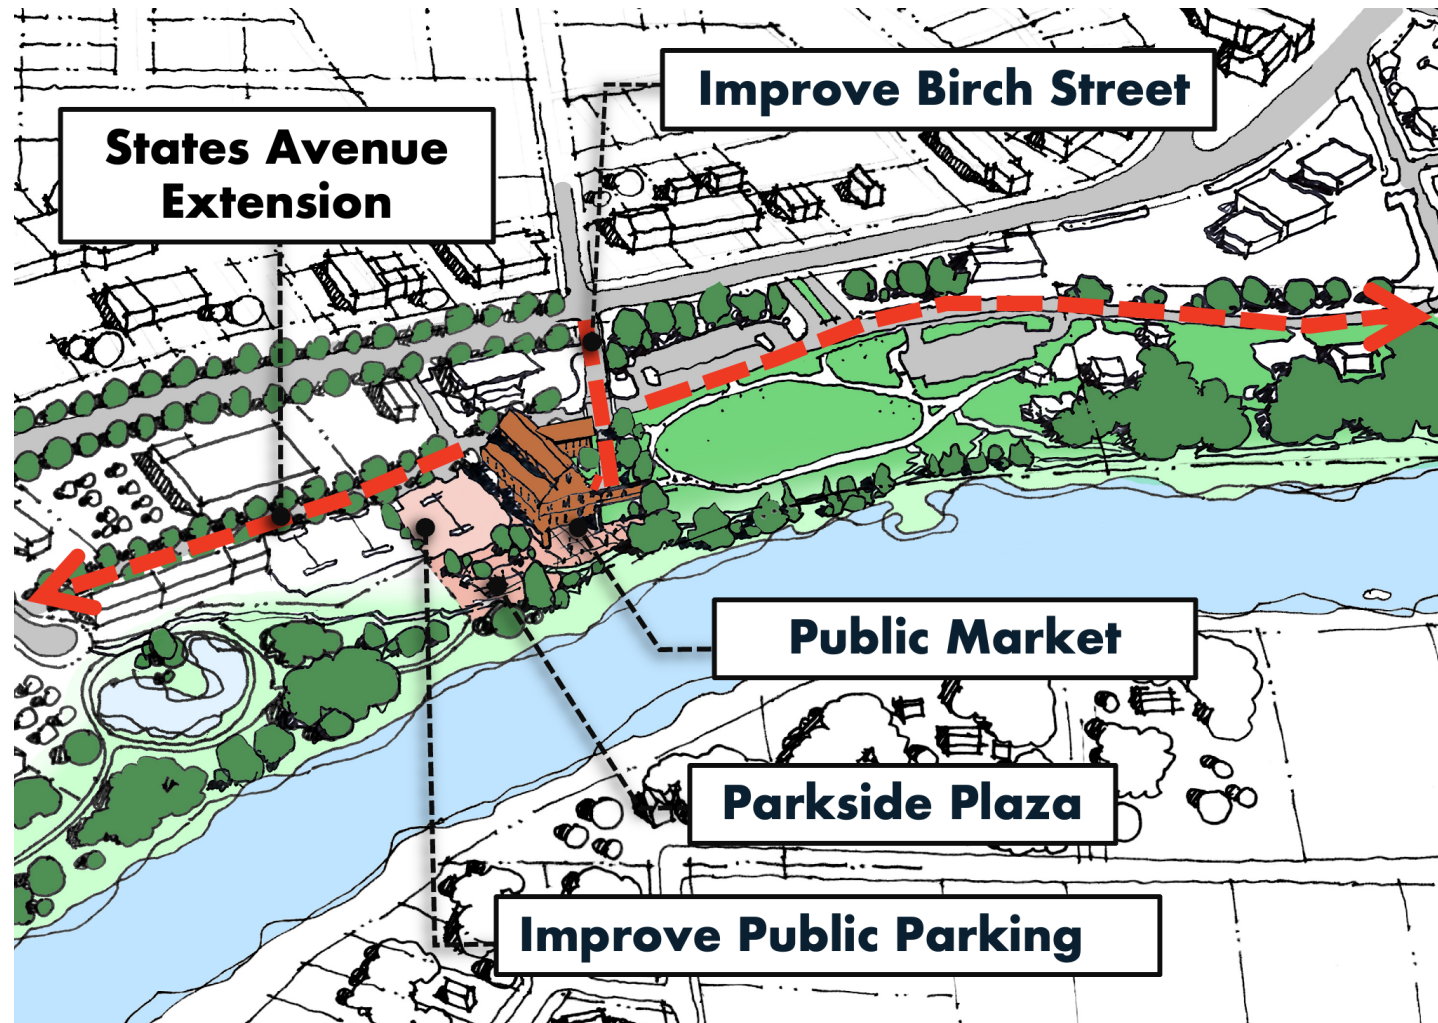 Improve Birch Street
States Avenue
Extension
Public Market
Parkside Plaza
Improve Public Parking